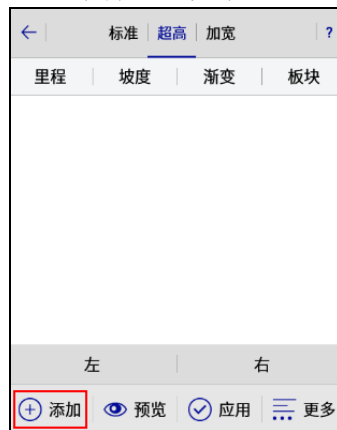 标准 超高 加宽 ?
里程 坡度 渐变 板块
左 右
添加 预览 应用 更多